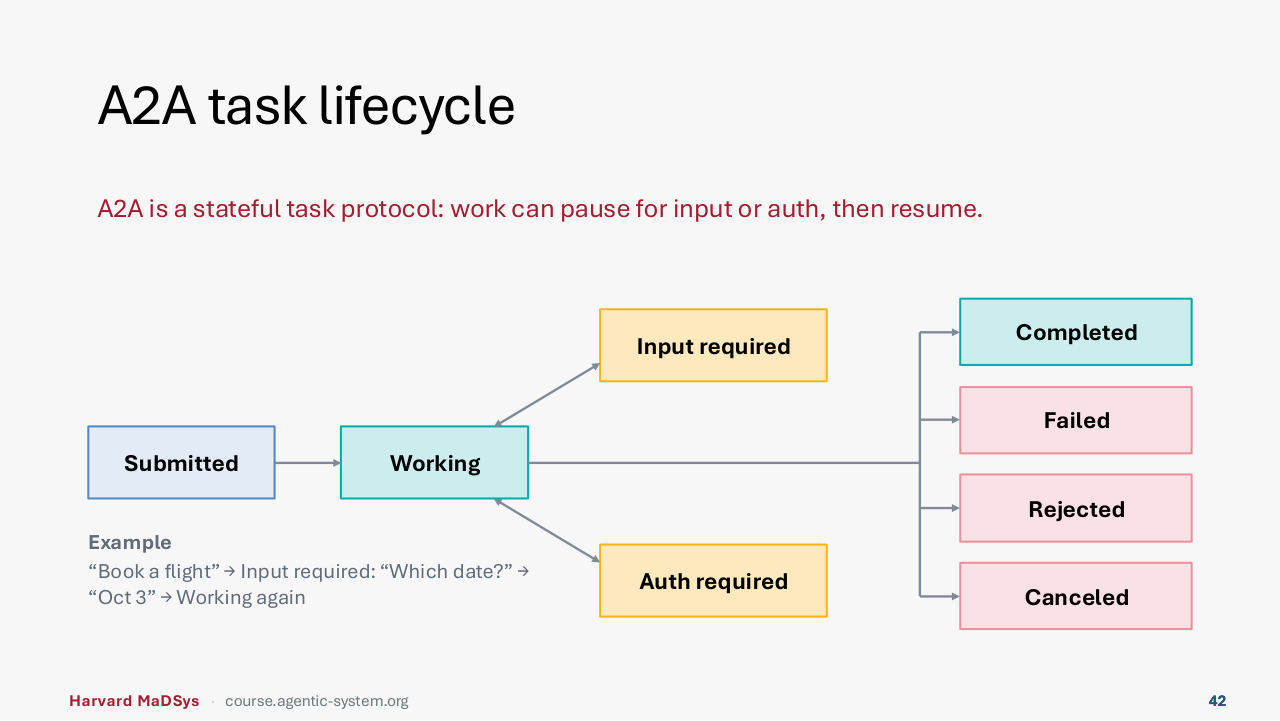 A2A task lifecycle
A2A is a stateful task protocol: work can pause for input or auth, then resume.
Submitted
Working
Input required
Auth required
Completed
Failed
Rejected
Canceled
Example
“Book a flight” → Input required: “Which date?” →
“Oct 3” → Working again
Harvard MaDSys · course.agentic-system.org
42